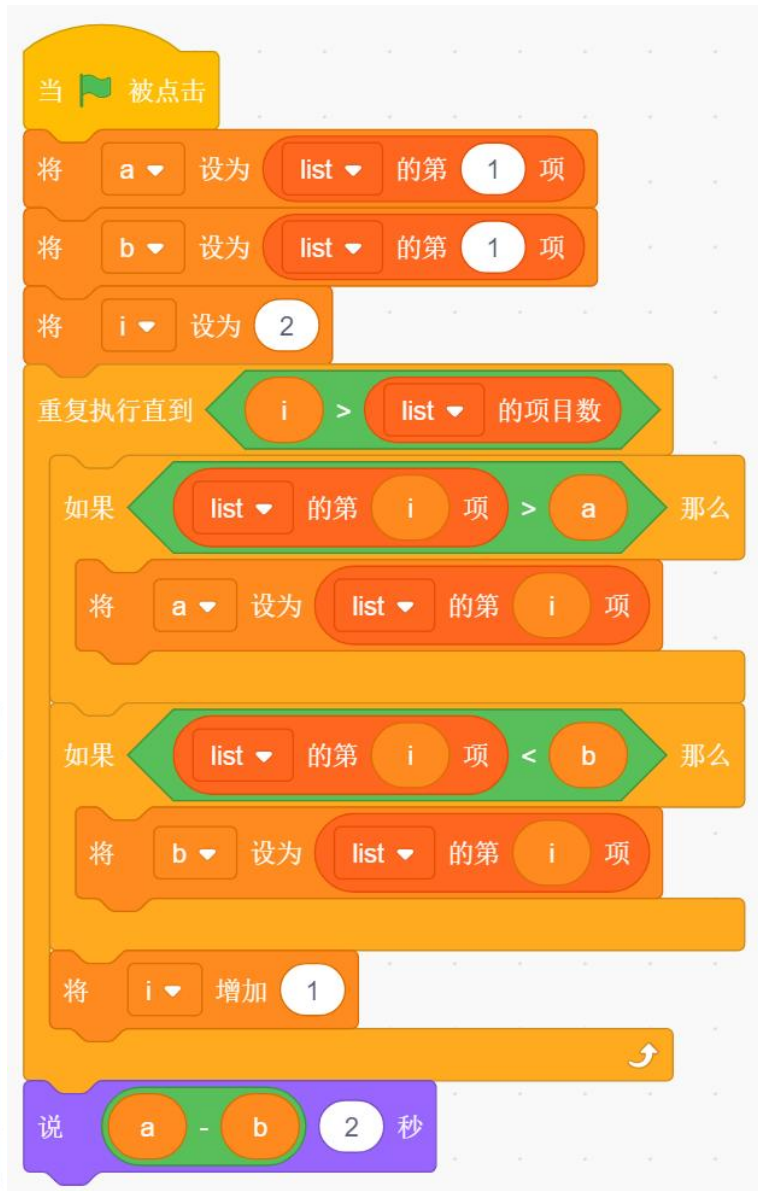 当 被点击
将 a 设为 list 的第 1 项
将 b 设为 list 的第 1 项
将 i 设为 2
重复执行直到 i > list 的项目数
如果 list 的第 i 项 > a 那么
将 a 设为 list 的第 i 项
如果 list 的第 i 项 < b 那么
将 b 设为 list 的第 i 项
将 i 增加 1
说 a - b 2 秒